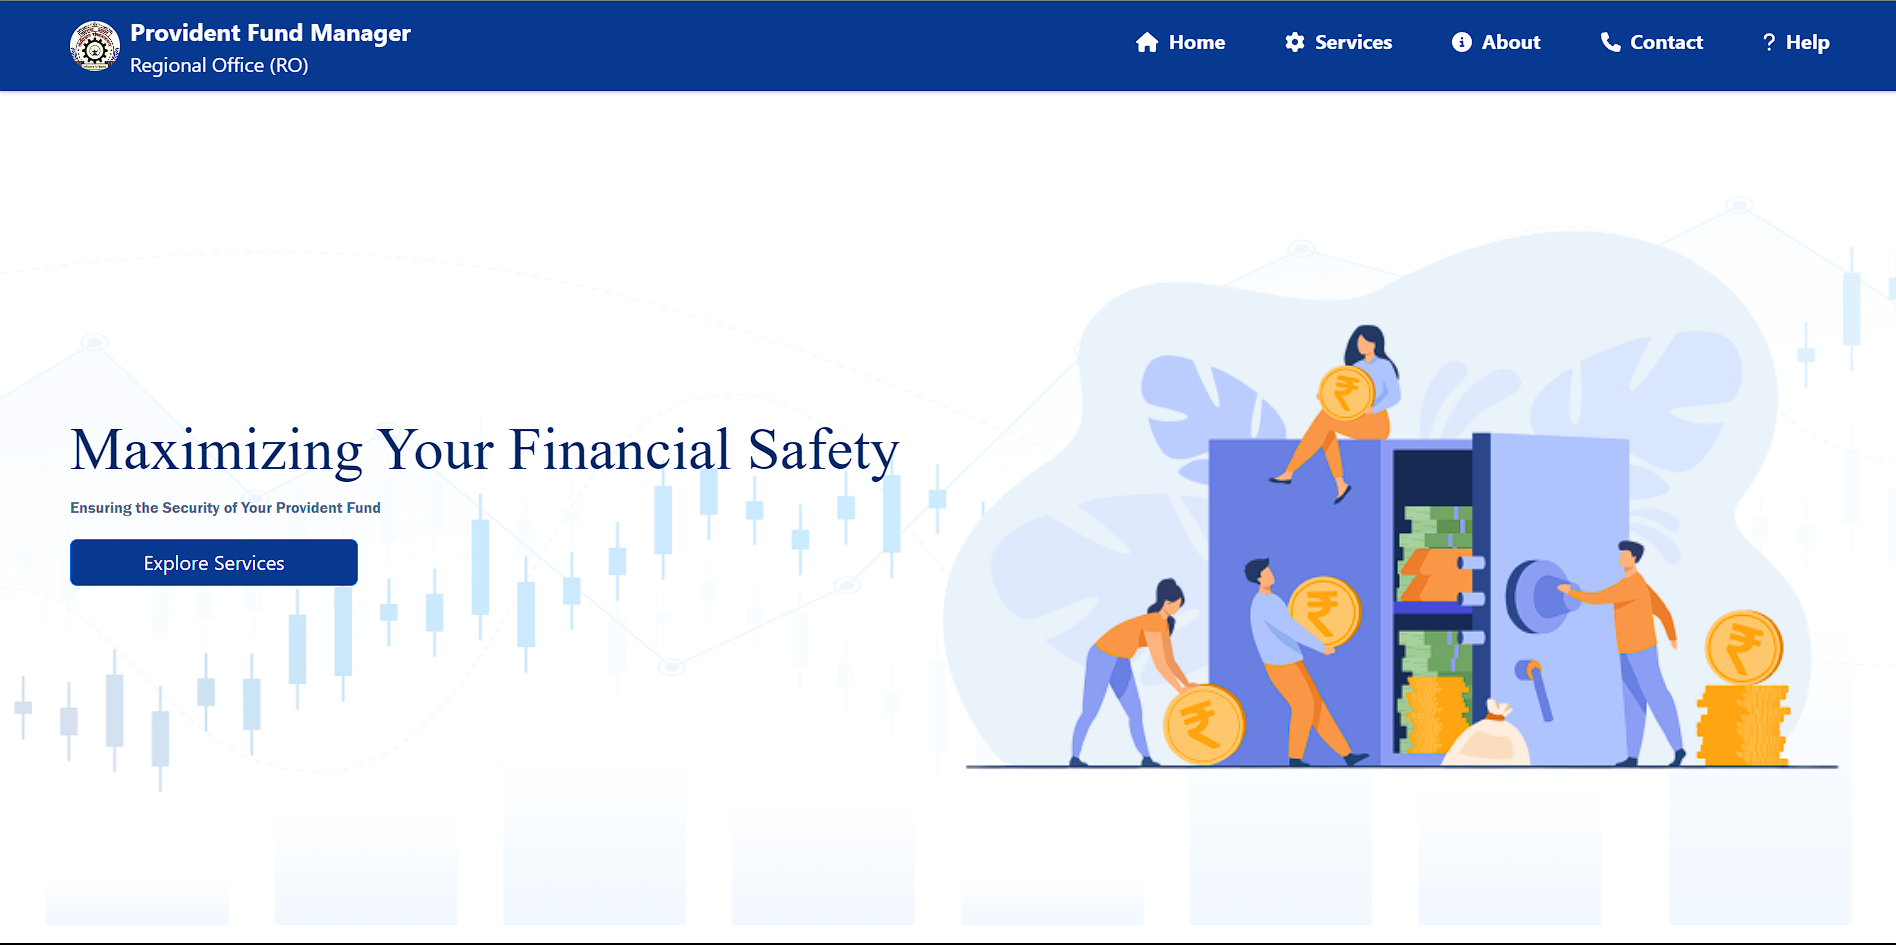 Provident Fund Manager
Regional Office (RO)
Home
Services
About
Contact
Help
Maximizing Your Financial Safety
Ensuring the Security of Your Provident Fund
Explore Services
₹
₹
₹
₹